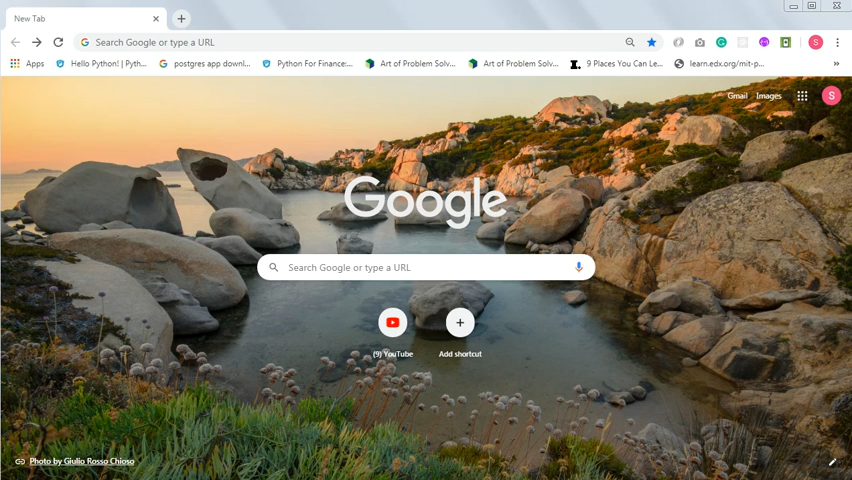 New Tab
Search Google or type a URL
S
Apps
Hello Python! | Pyth...
postgres app downl...
Python For Finance:...
Art of Problem Solv...
Art of Problem Solv...
9 Places You Can Le...
learn.edx.org/mit-p...
»
Gmail
Images
S
Google
Search Google or type a URL
(9) YouTube
Add shortcut
Photo by Giulio Rosso Chioso